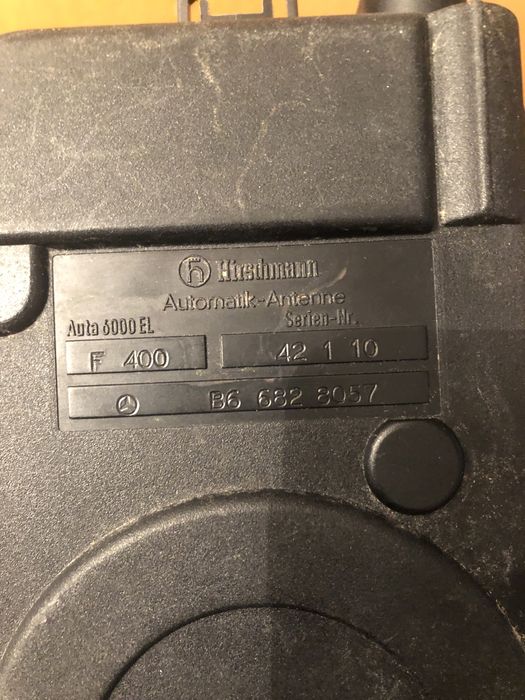 Hirschmann
Automatik-Antenne
Auta 6000 EL Serien-Nr.
F 400 42 1 10
B6 682 8057